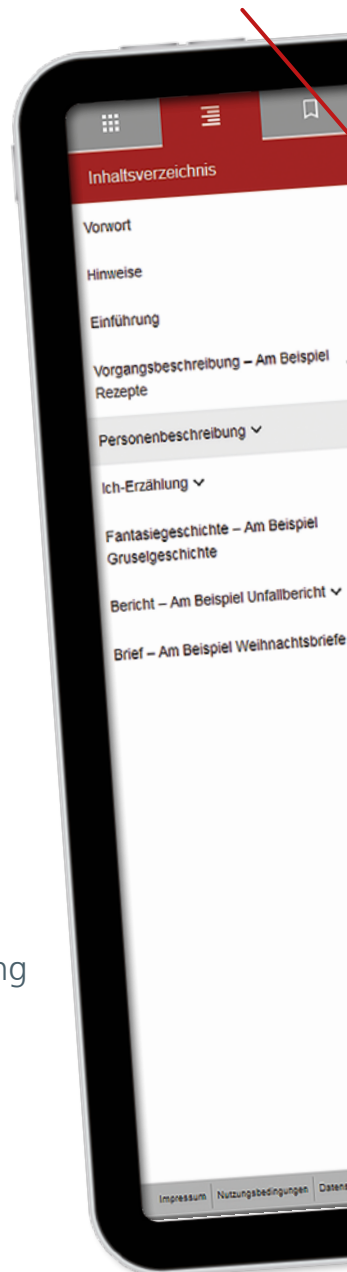 Inhaltsverzeichnis
Vorwort
Hinweise
Einführung
Vorgangsbeschreibung – Am Beispiel
Rezepte
Personenbeschreibung
Ich-Erzählung
Fantasiegeschichte – Am Beispiel
Gruselgeschichte
Bericht – Am Beispiel Unfallbericht
Brief – Am Beispiel Weihnachtsbriefe
Impressum Nutzungsbedingungen